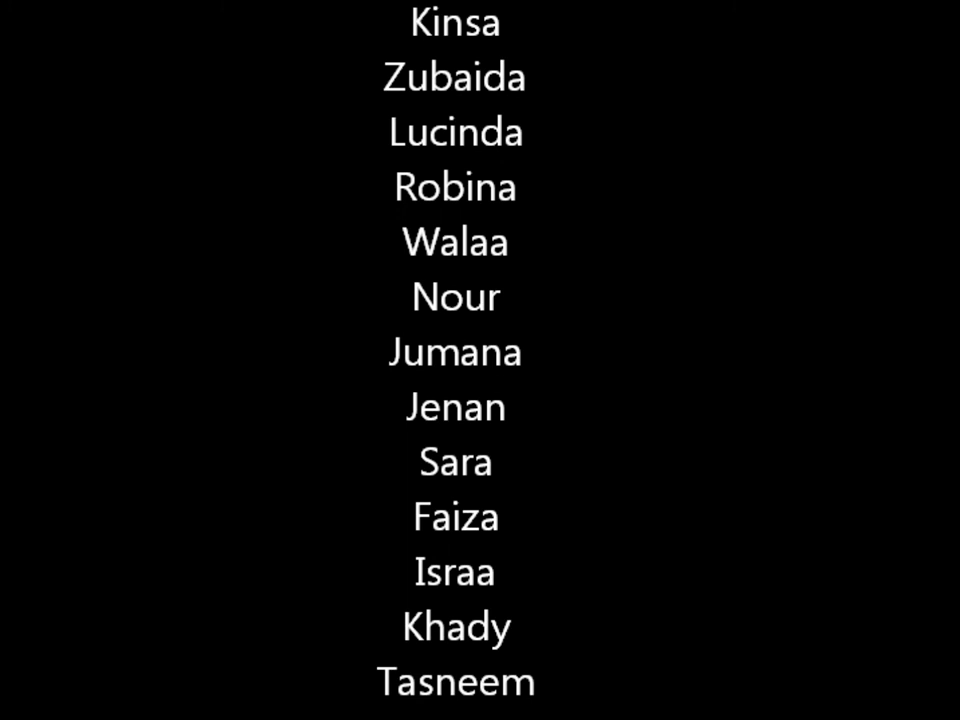 Kinsa
Zubaida
Lucinda
Robina
Walaa
Nour
Jumana
Jenan
Sara
Faiza
Israa
Khady
Tasneem